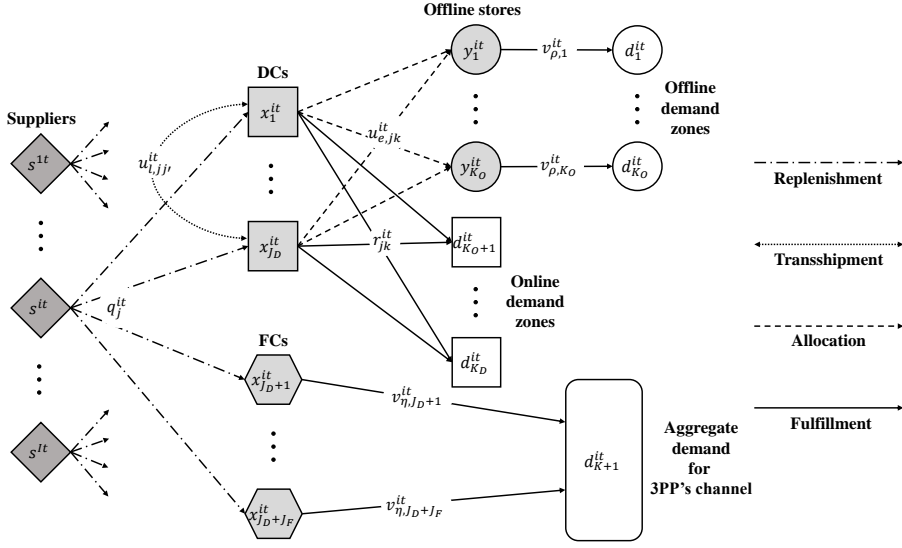 Offline stores
y_1^{it}
v_{ρ,1}^{it}
d_1^{it}
DCs
x_1^{it}
Offline
demand
zones
Suppliers
s^{1t}
u_{l,jj'}^{it}
u_{e,jk}^{it}
y_{K_O}^{it}
v_{ρ,K_O}^{it}
d_{K_O}^{it}
Replenishment
x_{J_D}^{it}
r_{jk}^{it}
d_{K_O+1}^{it}
Transshipment
s^{it}
q_j^{it}
Online
demand
zones
FCs
d_{K_D}^{it}
Allocation
x_{J_D+1}^{it}
v_{η,J_D+1}^{it}
Fulfillment
s^{It}
d_{K+1}^{it}
Aggregate
demand
for
3PP's channel
x_{J_D+J_F}^{it}
v_{η,J_D+J_F}^{it}